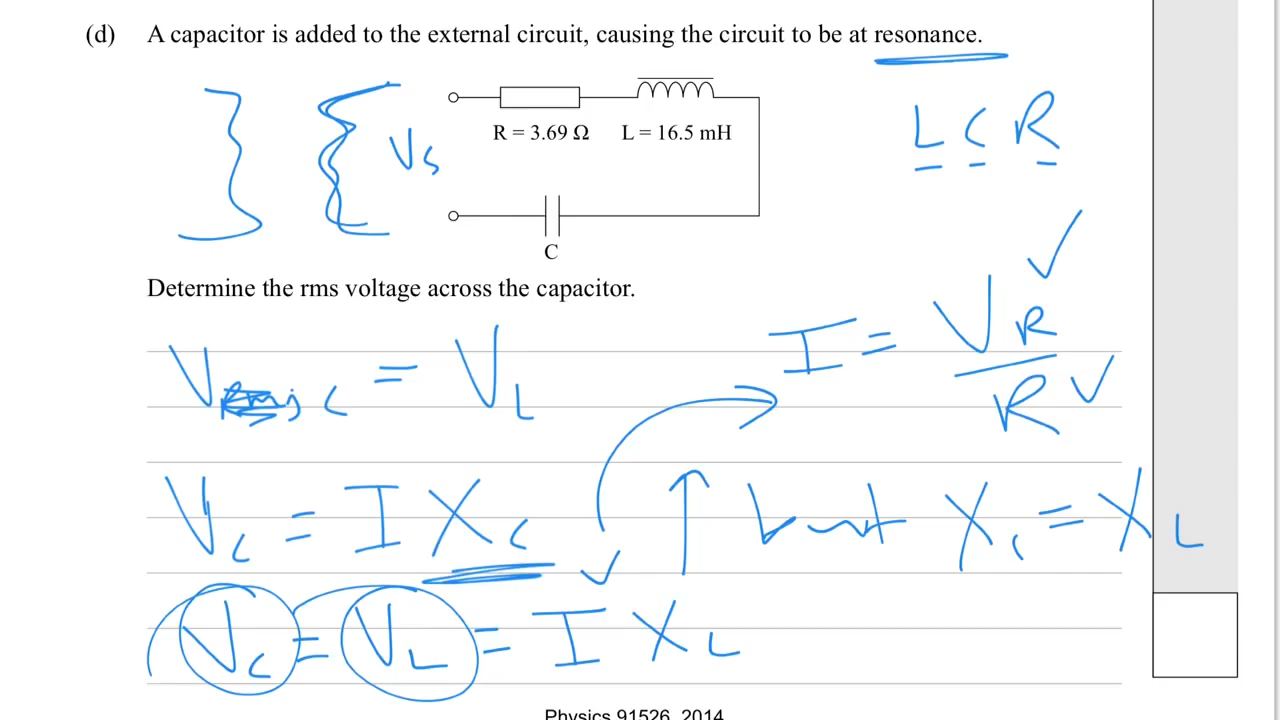 (d) A capacitor is added to the external circuit, causing the circuit to be at resonance.
L C R
Vs
R = 3.69 Ω L = 16.5 mH
C
Determine the rms voltage across the capacitor.
I = VR / R
V C = VL
VC = I XC but XC = XL
VC = VL = I XL
Physics 91526, 2014